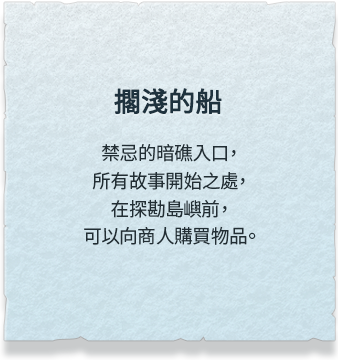 擱淺的船
禁忌的暗礁入口，
所有故事開始之處，
在探勘島嶼前，
可以向商人購買物品。